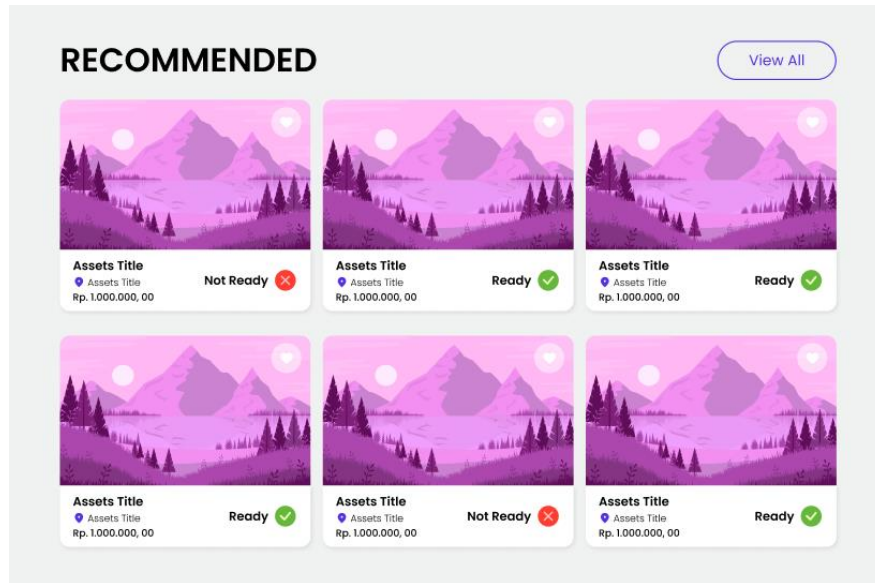 RECOMMENDED
View All
Assets Title
Assets Title
Rp. 1.000.000, 00
Not Ready
Assets Title
Assets Title
Rp. 1.000.000, 00
Ready
Assets Title
Assets Title
Rp. 1.000.000, 00
Ready
Assets Title
Assets Title
Rp. 1.000.000, 00
Ready
Assets Title
Assets Title
Rp. 1.000.000, 00
Not Ready
Assets Title
Assets Title
Rp. 1.000.000, 00
Ready